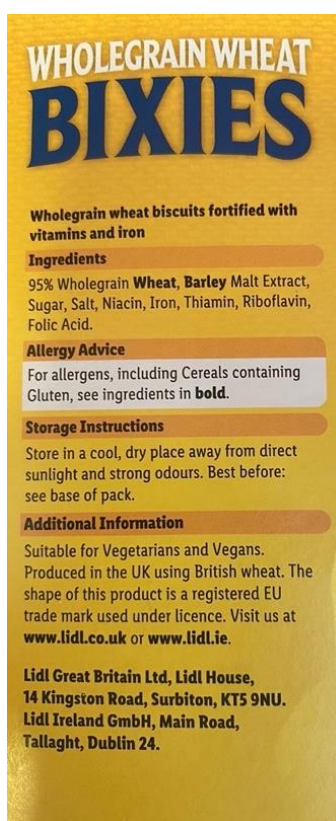 WHOLEGRAIN WHEAT
BIXIES
Wholegrain wheat biscuits fortified with
vitamins and iron
Ingredients
95% Wholegrain Wheat, Barley Malt Extract,
Sugar, Salt, Niacin, Iron, Thiamin, Riboflavin,
Folic Acid.
Allergy Advice
For allergens, including Cereals containing
Gluten, see ingredients in bold.
Storage Instructions
Store in a cool, dry place away from direct
sunlight and strong odours. Best before:
see base of pack.
Additional Information
Suitable for Vegetarians and Vegans.
Produced in the UK using British wheat. The
shape of this product is a registered EU
trade mark used under licence. Visit us at
www.lidl.co.uk or www.lidl.ie.
Lidl Great Britain Ltd, Lidl House,
14 Kingston Road, Surbiton, KT5 9NU.
Lidl Ireland GmbH, Main Road,
Tallaght, Dublin 24.